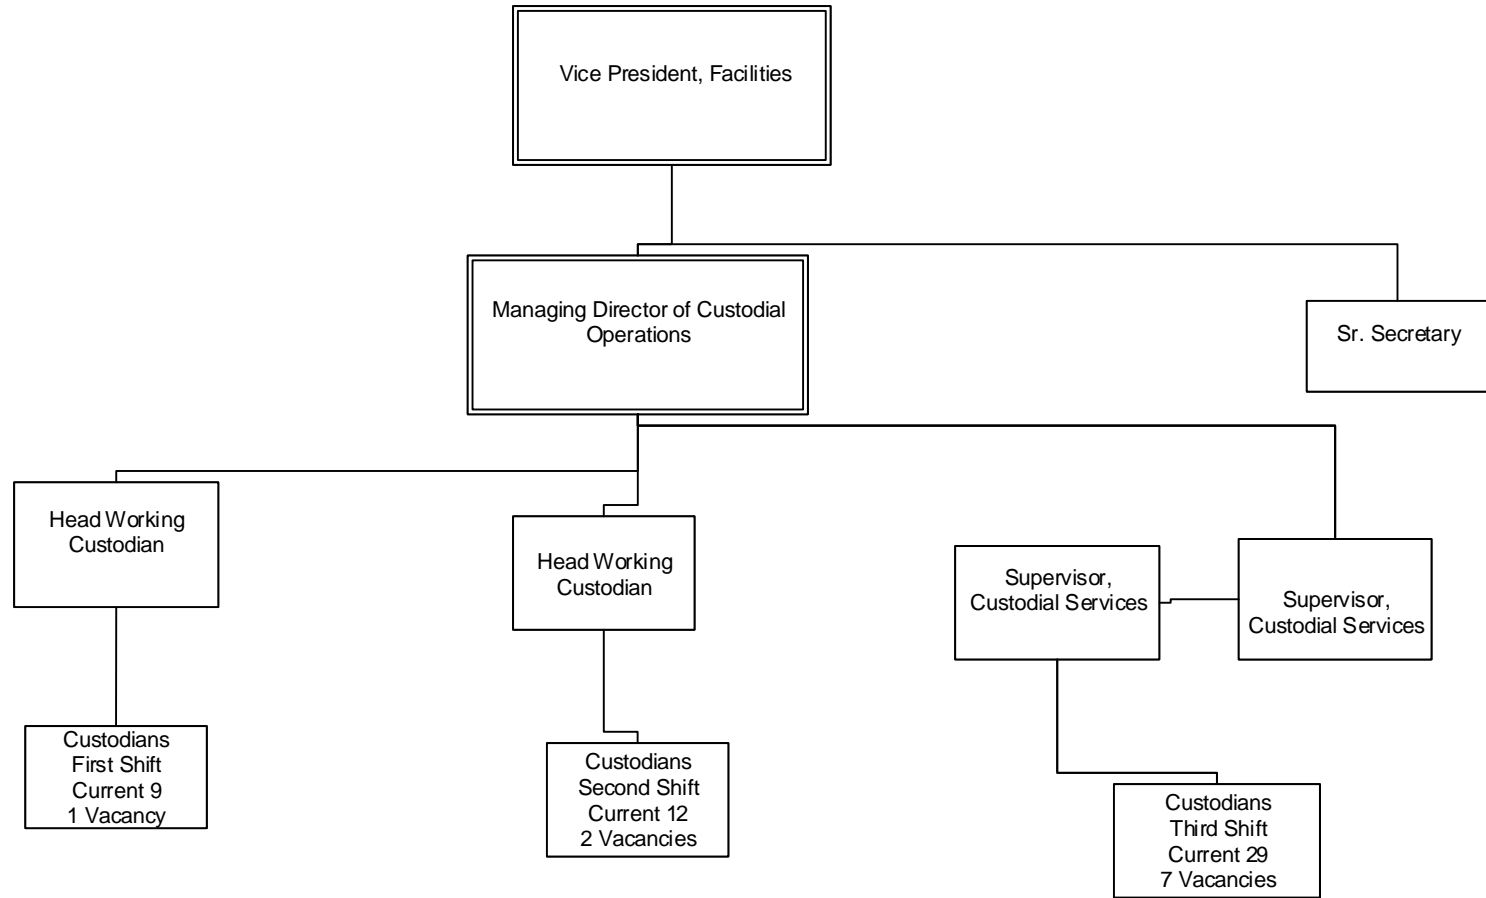 Vice President, Facilities
Managing Director of Custodial
Operations
Sr. Secretary
Head Working
Custodian
Head Working
Custodian
Supervisor,
Custodial Services
Supervisor,
Custodial Services
Custodians
First Shift
Current 9
1 Vacancy
Custodians
Second Shift
Current 12
2 Vacancies
Custodians
Third Shift
Current 29
7 Vacancies